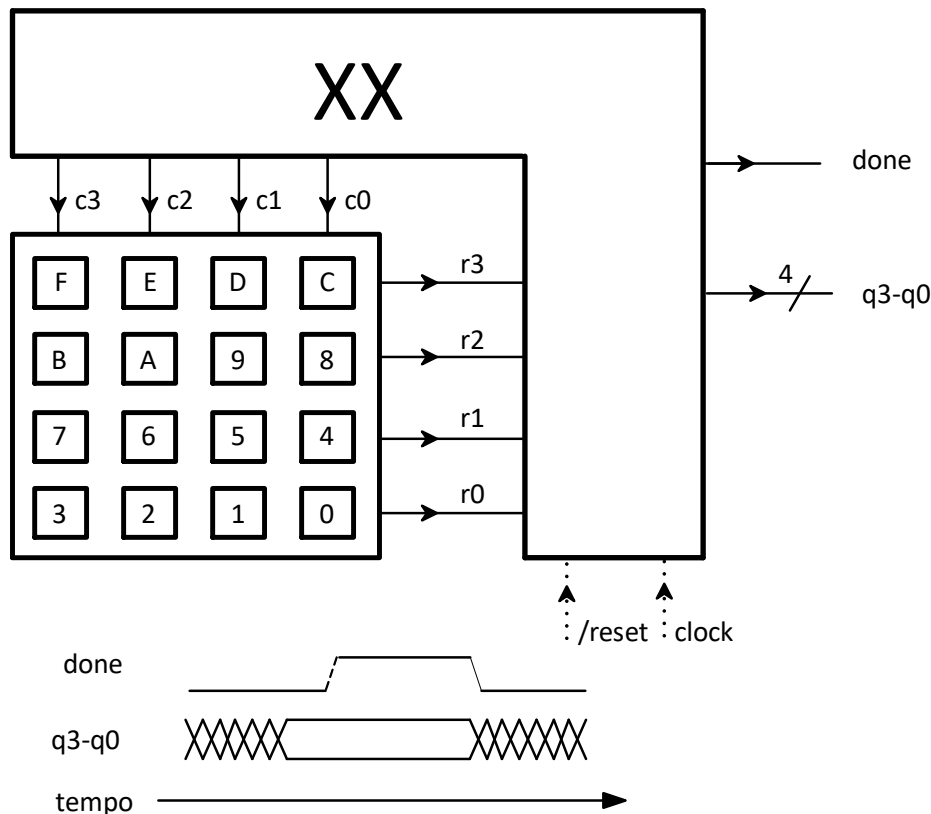 XX
done
c3 c2 c1 c0
4
q3-q0
F E D C
r3
B A 9 8
r2
7 6 5 4
r1
3 2 1 0
r0
/reset clock
done
q3-q0
tempo